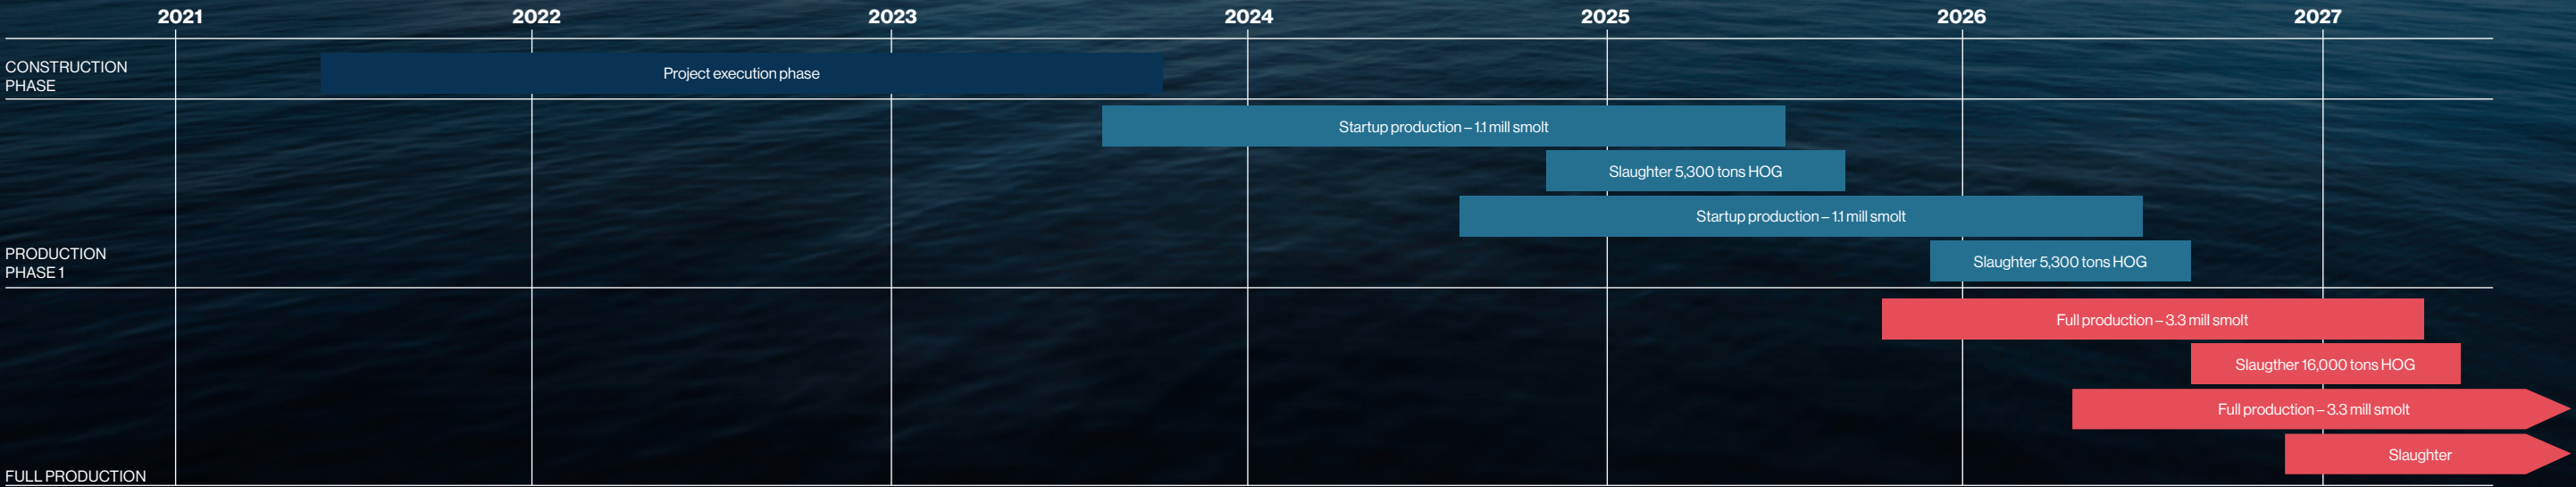 2021 2022 2023 2024 2025 2026 2027
CONSTRUCTION
PHASE
Project execution phase
Startup production – 1.1 mill smolt
Slaughter 5,300 tons HOG
Startup production – 1.1 mill smolt
PRODUCTION
PHASE 1
Slaughter 5,300 tons HOG
Full production – 3.3 mill smolt
Slaugther 16,000 tons HOG
Full production – 3.3 mill smolt
Slaughter
FULL PRODUCTION